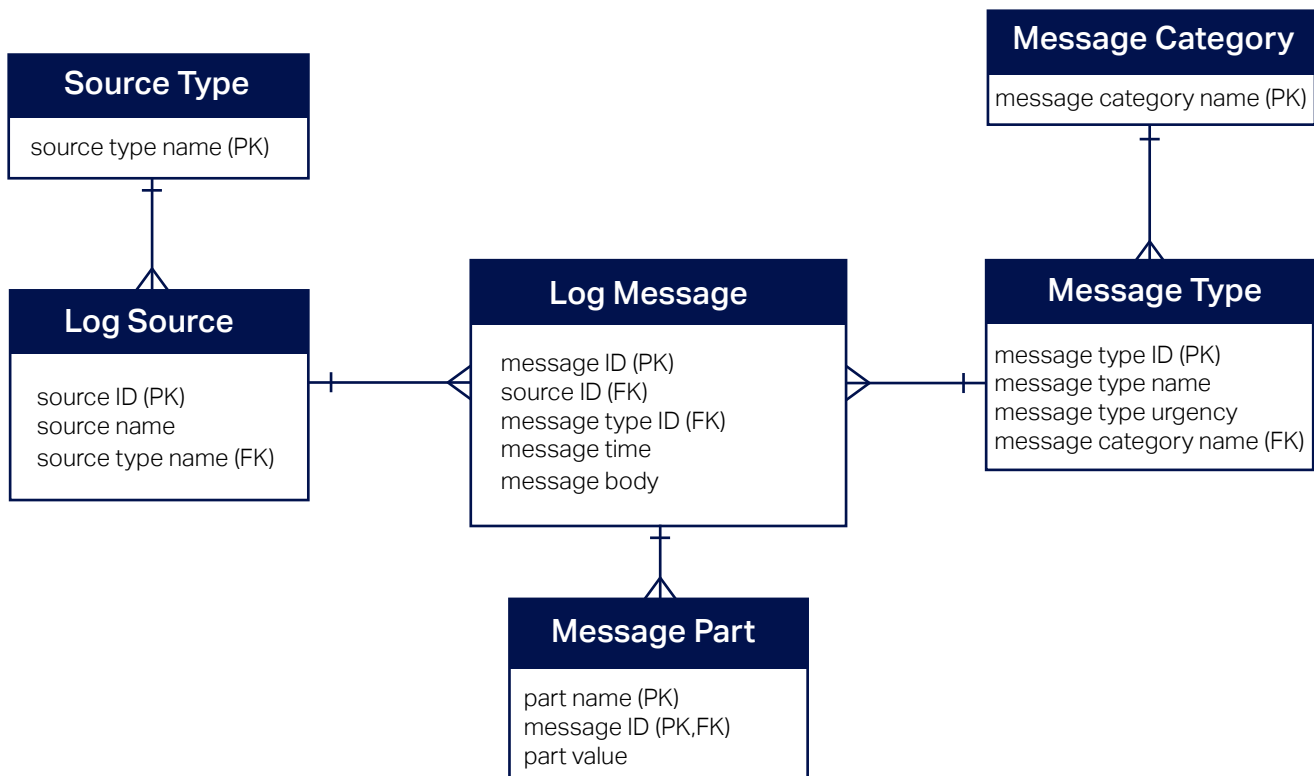 Source Type
source type name (PK)
Message Category
message category name (PK)
Log Source
source ID (PK)
source name
source type name (FK)
Log Message
message ID (PK)
source ID (FK)
message type ID (FK)
message time
message body
Message Type
message type ID (PK)
message type name
message type urgency
message category name (FK)
Message Part
part name (PK)
message ID (PK,FK)
part value